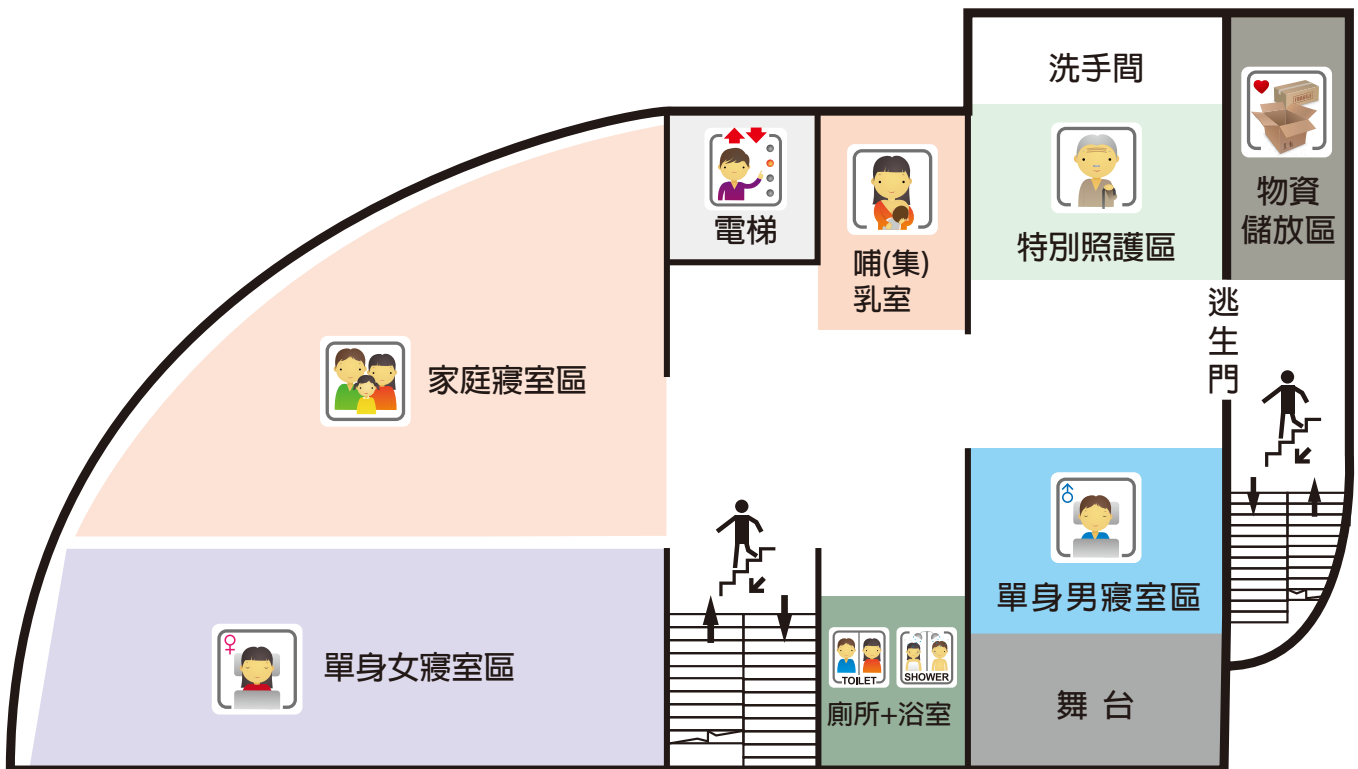 洗手間
物資
儲放區
電梯
哺(集)
乳室
特別照護區
逃生門
家庭寢室區
單身男寢室區
單身女寢室區
TOILET
SHOWER
廁所+浴室
舞 台